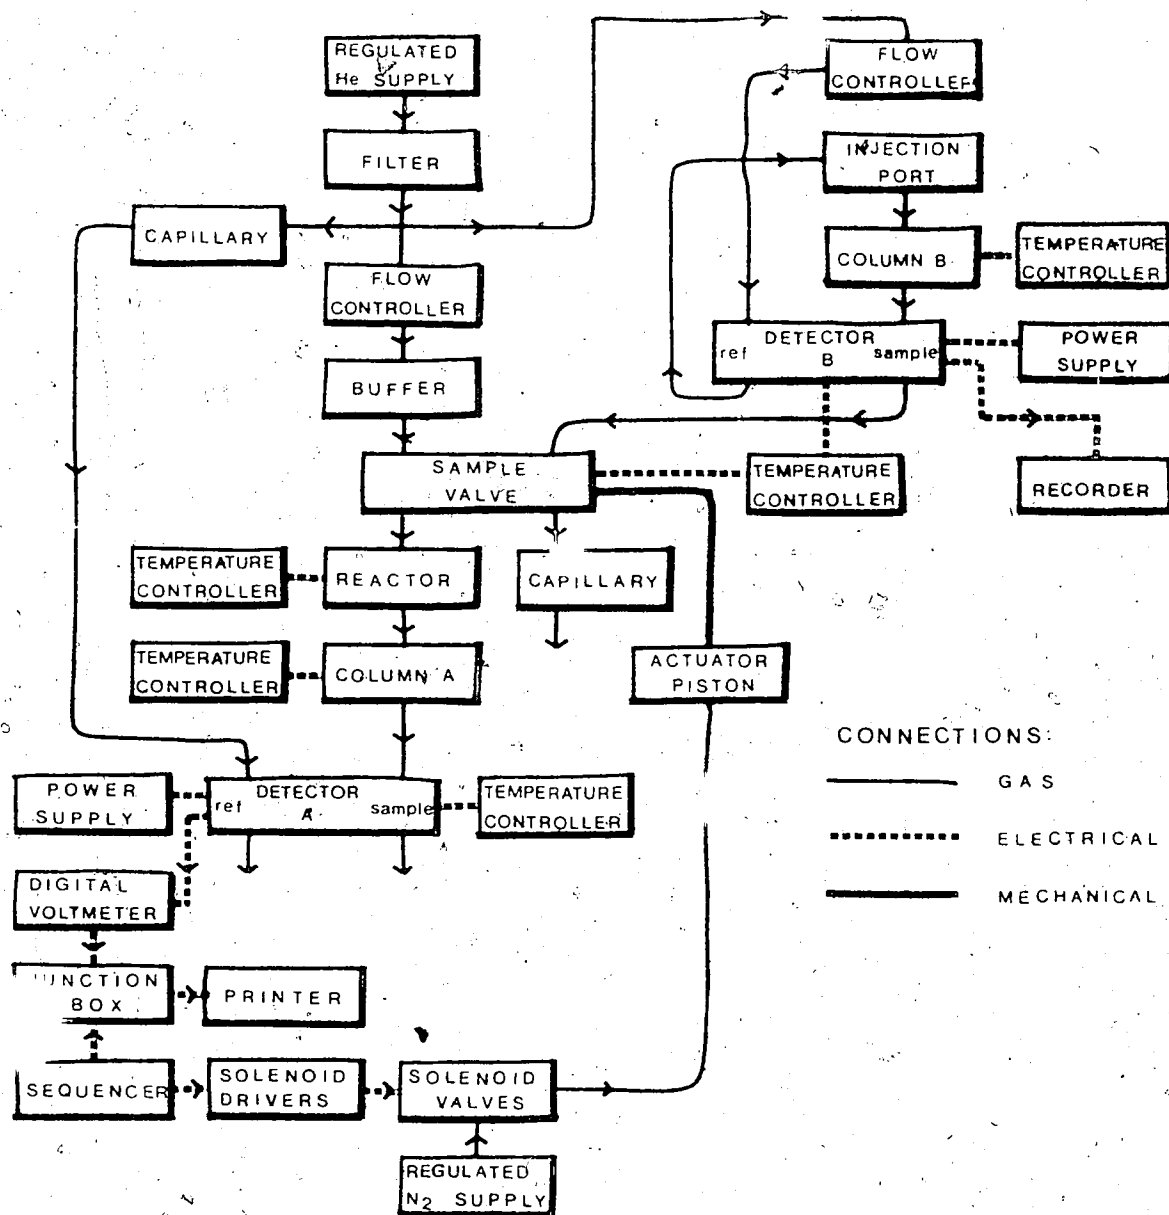 REGULATED
He SUPPLY
FILTER
CAPILLARY
FLOW
CONTROLLER
BUFFER
SAMPLE
VALVE
TEMPERATURE
CONTROLLER
REACTOR
CAPILLARY
TEMPERATURE
CONTROLLER
COLUMN A
ACTUATOR
PISTON
POWER
SUPPLY
ref DETECTOR A sample
TEMPERATURE
CONTROLLER
DIGITAL
VOLTMETER
JUNCTION
BOX
PRINTER
SEQUENCER
SOLENOID
DRIVERS
SOLENOID
VALVES
REGULATED
N2 SUPPLY
FLOW
CONTROLLER
INJECTION
PORT
COLUMN B
TEMPERATURE
CONTROLLER
ref DETECTOR B sample
POWER
SUPPLY
TEMPERATURE
CONTROLLER
RECORDER
CONNECTIONS:
GAS
ELECTRICAL
MECHANICAL